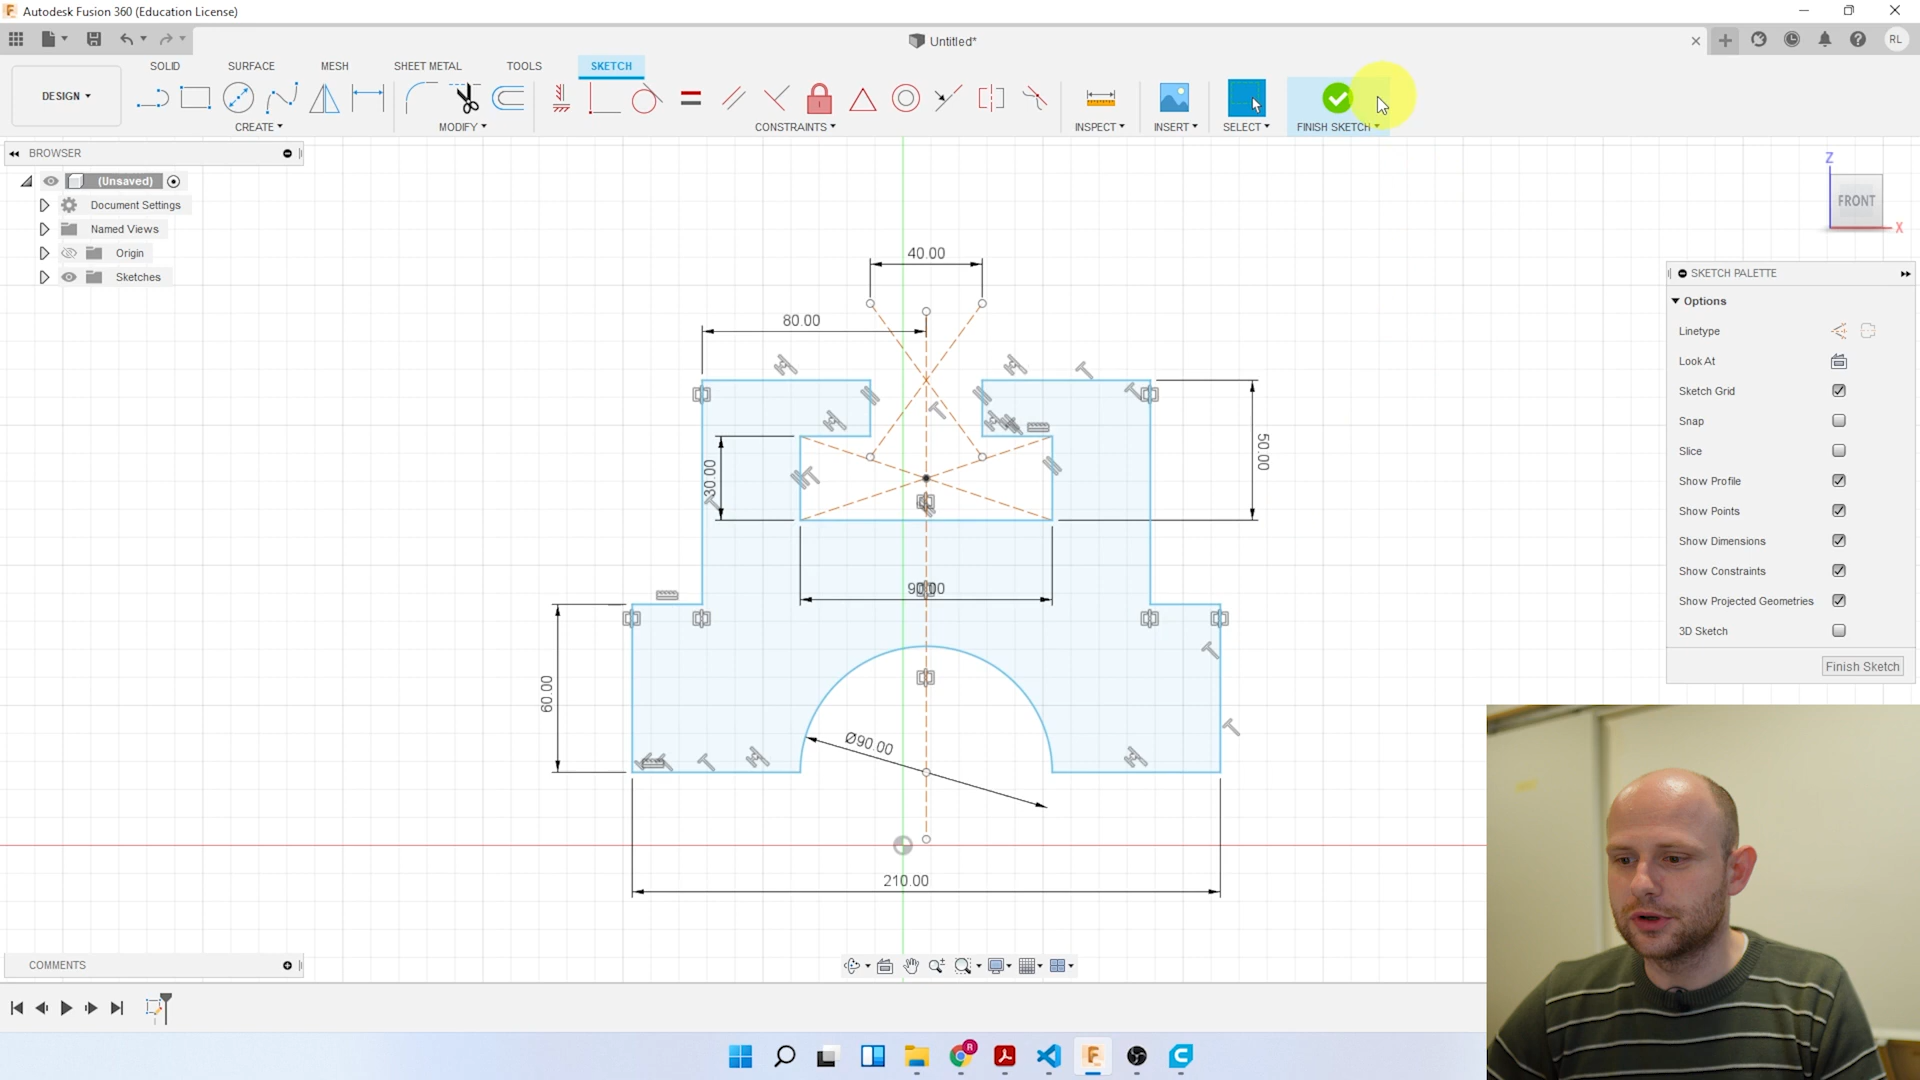 Autodesk Fusion 360 (Education License)
Untitled*
RL
SOLID
SURFACE
MESH
SHEET METAL
TOOLS
SKETCH
DESIGN
CREATE
MODIFY
CONSTRAINTS
INSPECT
INSERT
SELECT
FINISH SKETCH
BROWSER
(Unsaved)
Document Settings
Named Views
Origin
Sketches
Z
FRONT
X
40.00
80.00
50.00
30.00
90.00
60.00
Ø90.00
210.00
SKETCH PALETTE
Options
Linetype
Look At
Sketch Grid
Snap
Slice
Show Profile
Show Points
Show Dimensions
Show Constraints
Show Projected Geometries
3D Sketch
Finish Sketch
COMMENTS